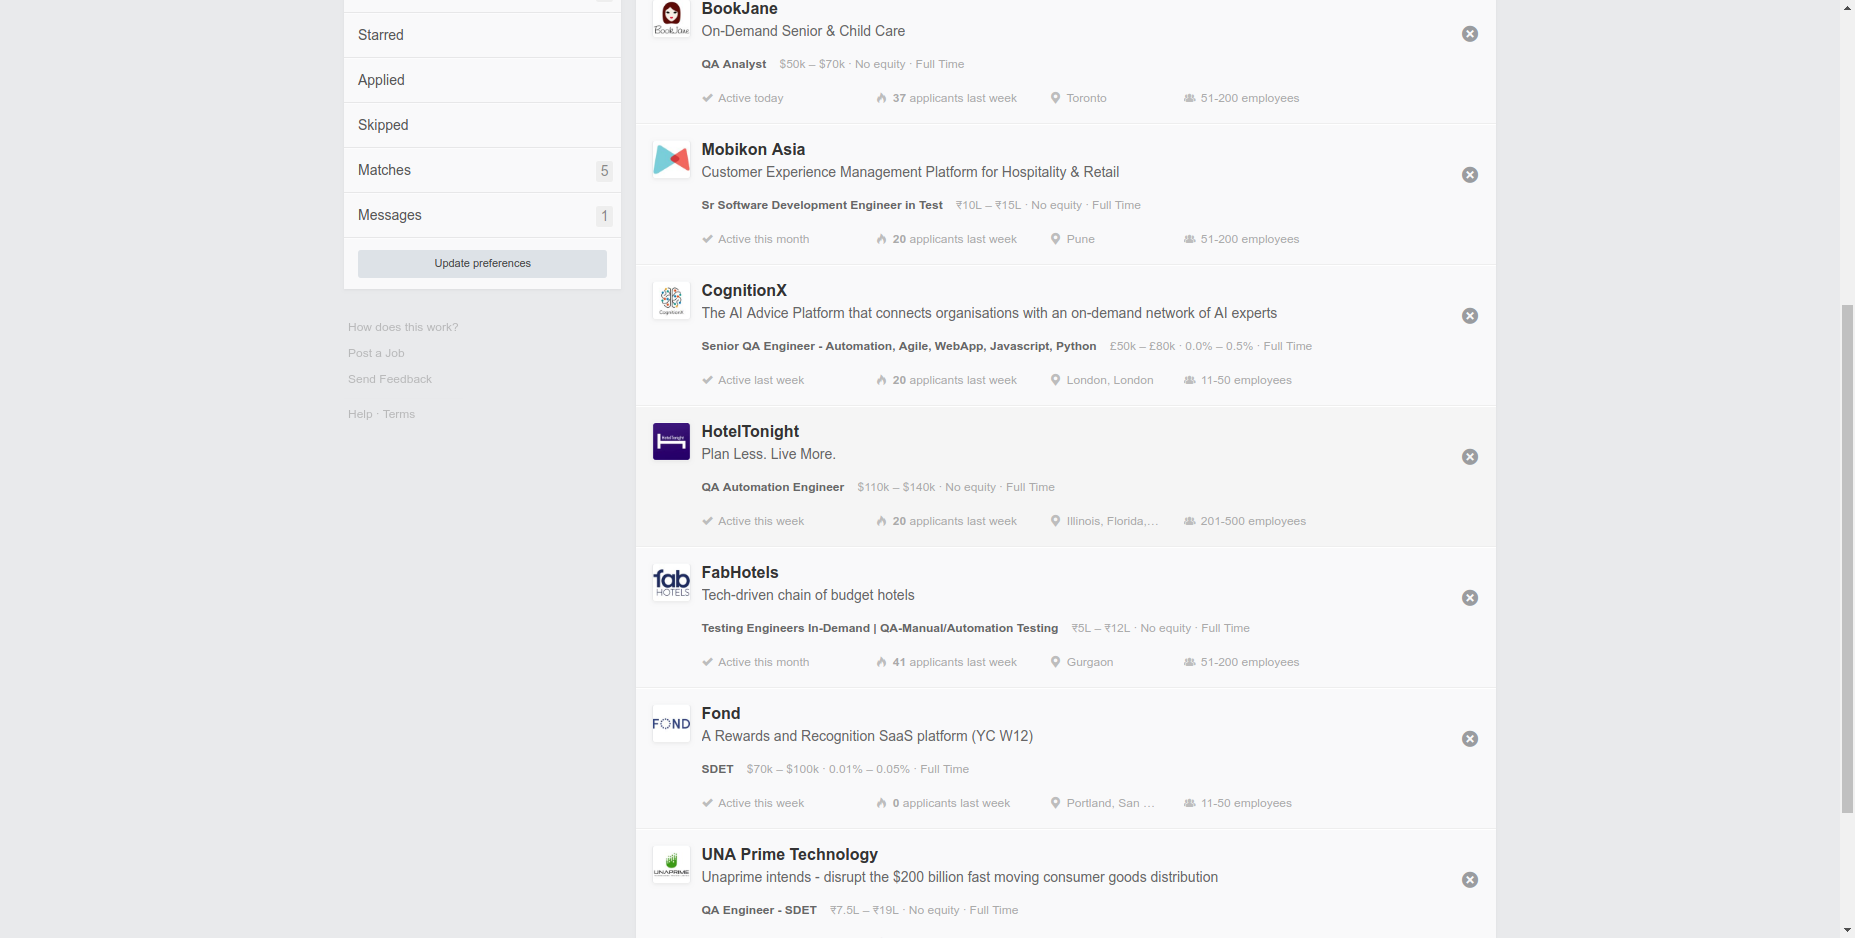 Starred
Applied
Skipped
Matches 5
Messages 1
Update preferences
How does this work?
Post a Job
Send Feedback
Help · Terms
BookJane
BookJane
On-Demand Senior & Child Care
QA Analyst $50k – $70k · No equity · Full Time
Active today 37 applicants last week Toronto 51-200 employees
Mobikon Asia
Customer Experience Management Platform for Hospitality & Retail
Sr Software Development Engineer in Test ₹10L – ₹15L · No equity · Full Time
Active this month 20 applicants last week Pune 51-200 employees
CognitionX
CognitionX
The AI Advice Platform that connects organisations with an on-demand network of AI experts
Senior QA Engineer - Automation, Agile, WebApp, Javascript, Python £50k – £80k · 0.0% – 0.5% · Full Time
Active last week 20 applicants last week London, London 11-50 employees
HotelTonight
HotelTonight
Plan Less. Live More.
QA Automation Engineer $110k – $140k · No equity · Full Time
Active this week 20 applicants last week Illinois, Florida,... 201-500 employees
fab
HOTELS
FabHotels
Tech-driven chain of budget hotels
Testing Engineers In-Demand | QA-Manual/Automation Testing ₹5L – ₹12L · No equity · Full Time
Active this month 41 applicants last week Gurgaon 51-200 employees
FOND
Fond
A Rewards and Recognition SaaS platform (YC W12)
SDET $70k – $100k · 0.01% – 0.05% · Full Time
Active this week 0 applicants last week Portland, San ... 11-50 employees
UNAPRIME
UNA Prime Technology
Unaprime intends - disrupt the $200 billion fast moving consumer goods distribution
QA Engineer - SDET ₹7.5L – ₹19L · No equity · Full Time